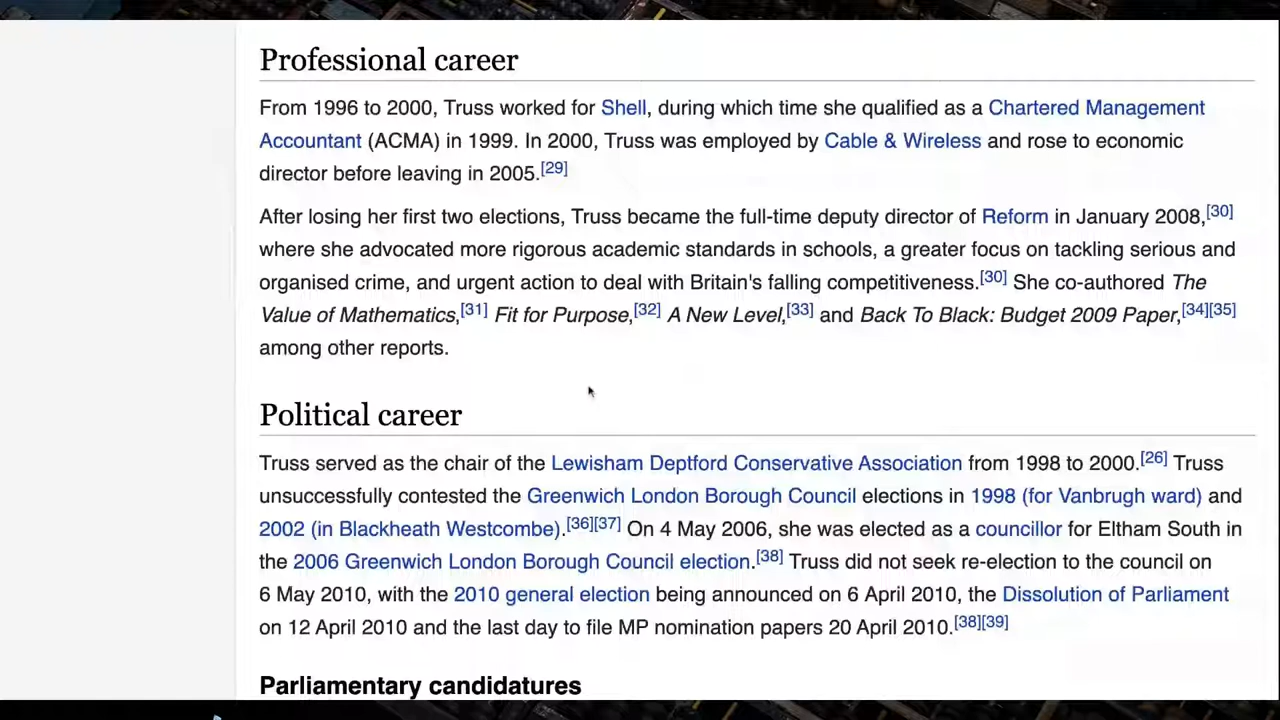 Professional career
From 1996 to 2000, Truss worked for Shell, during which time she qualified as a Chartered Management
Accountant (ACMA) in 1999. In 2000, Truss was employed by Cable & Wireless and rose to economic
director before leaving in 2005.[29]
After losing her first two elections, Truss became the full-time deputy director of Reform in January 2008,[30]
where she advocated more rigorous academic standards in schools, a greater focus on tackling serious and
organised crime, and urgent action to deal with Britain's falling competitiveness.[30] She co-authored The
Value of Mathematics,[31] Fit for Purpose,[32] A New Level,[33] and Back To Black: Budget 2009 Paper,[34][35]
among other reports.
Political career
Truss served as the chair of the Lewisham Deptford Conservative Association from 1998 to 2000.[26] Truss
unsuccessfully contested the Greenwich London Borough Council elections in 1998 (for Vanbrugh ward) and
2002 (in Blackheath Westcombe).[36][37] On 4 May 2006, she was elected as a councillor for Eltham South in
the 2006 Greenwich London Borough Council election.[38] Truss did not seek re-election to the council on
6 May 2010, with the 2010 general election being announced on 6 April 2010, the Dissolution of Parliament
on 12 April 2010 and the last day to file MP nomination papers 20 April 2010.[38][39]
Parliamentary candidatures